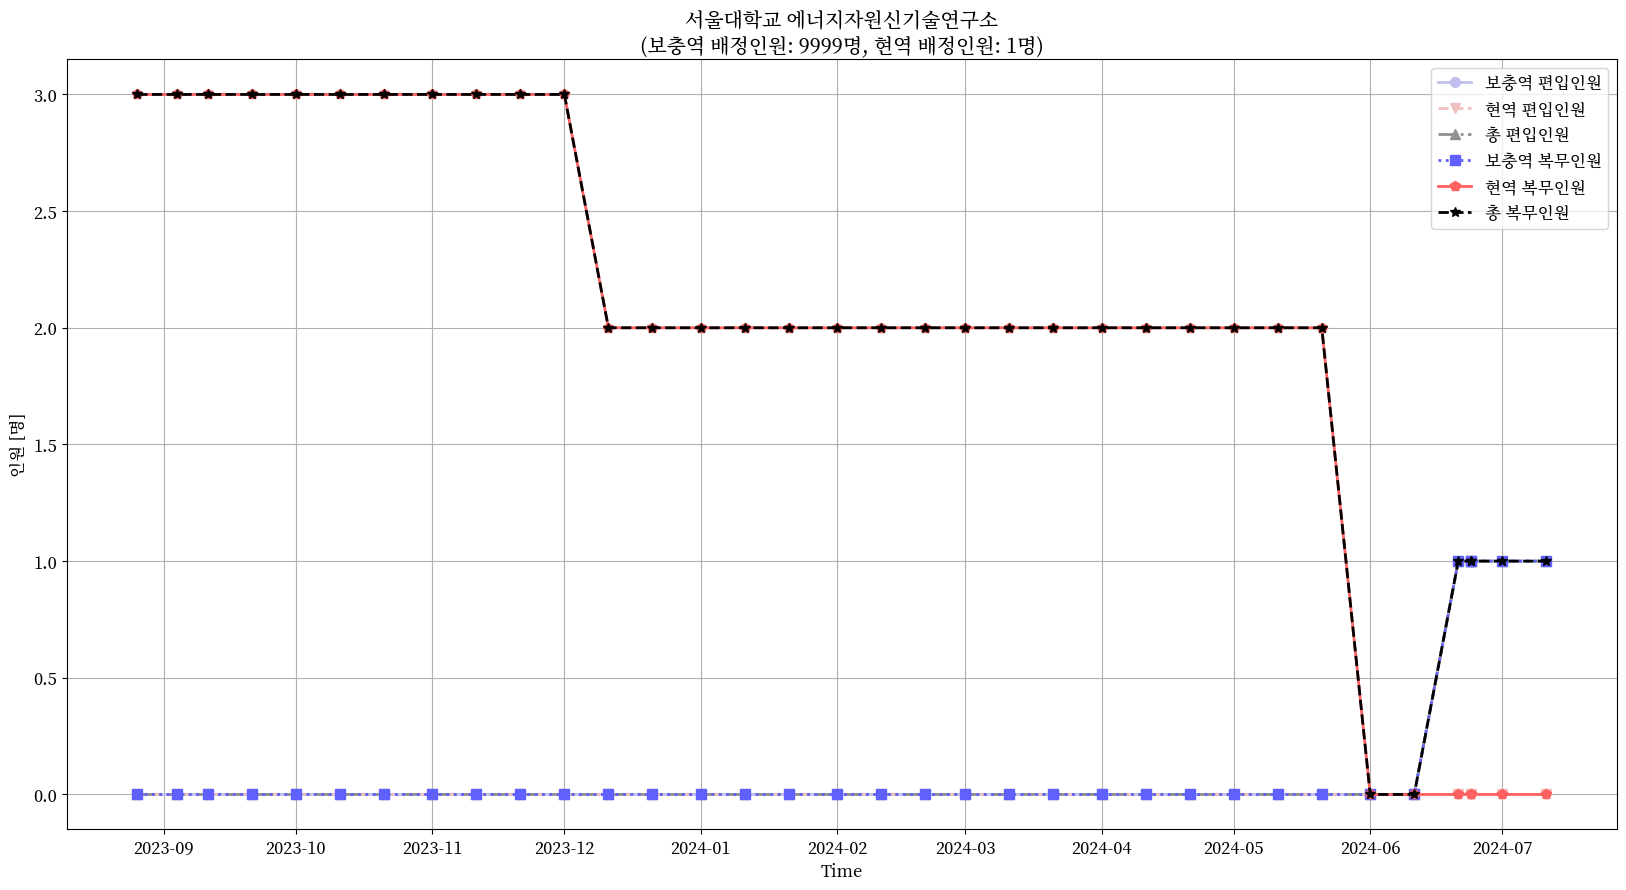 서울대학교 에너지자원신기술연구소
(보충역 배정인원: 9999명, 현역 배정인원: 1명)
보충역 편입인원
현역 편입인원
총 편입인원
보충역 복무인원
현역 복무인원
총 복무인원
인원 [명]
3.0
2.5
2.0
1.5
1.0
0.5
0.0
2023-09
2023-10
2023-11
2023-12
2024-01
2024-02
2024-03
2024-04
2024-05
2024-06
2024-07
Time